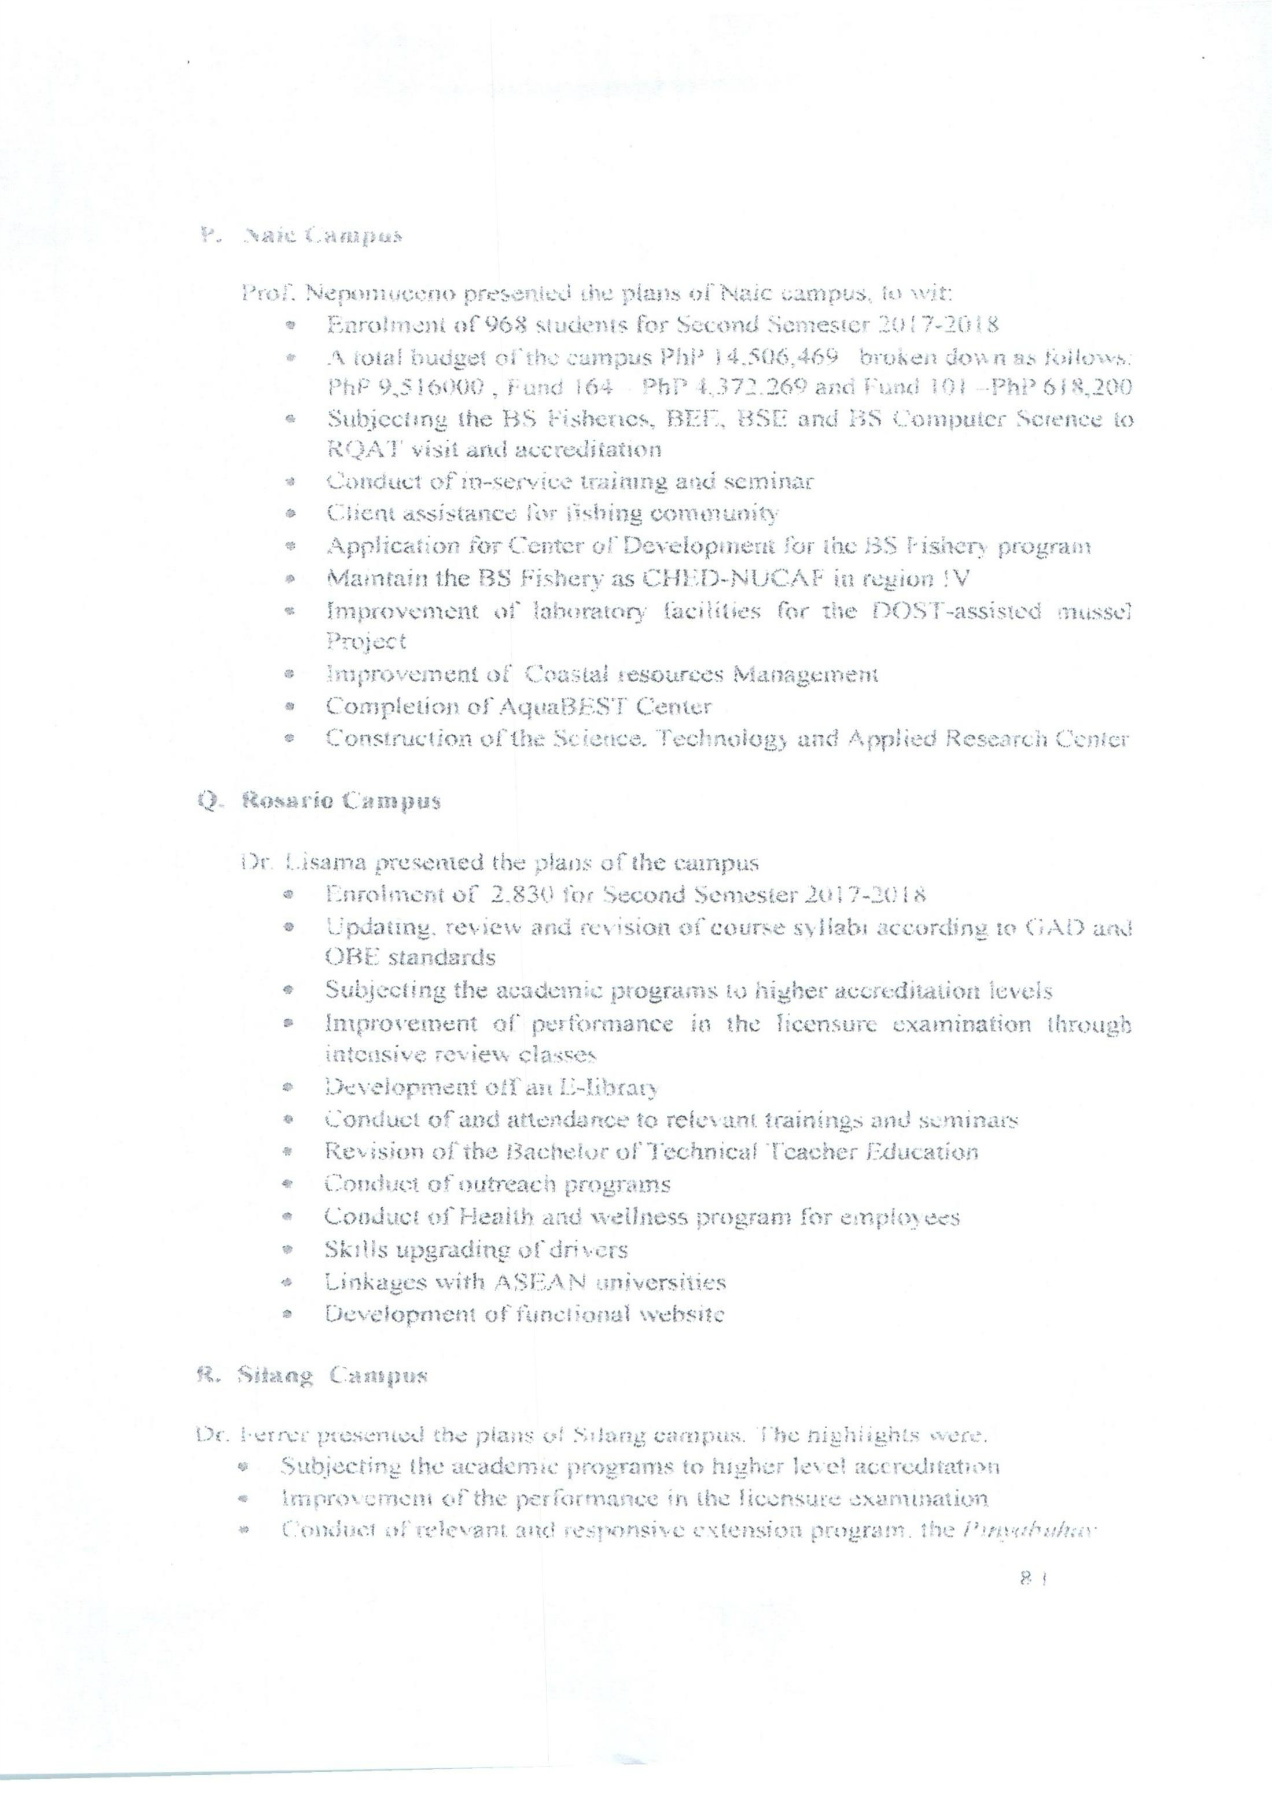 P. Naic Campus
Prof. Nepomuceno presented the plans of Naic campus, to wit:
• Enrolment of 968 students for Second Semester 2017-2018
• A total budget of the campus PhP 14,506,469 broken down as follows:
PhP 9,516000 , Fund 164 – PhP 4,372,269 and Fund 101 –PhP 618,200
• Subjecting the BS Fisheries, BEE, BSE and BS Computer Science to
RQAT visit and accreditation
• Conduct of in-service training and seminar
• Client assistance for fishing community
• Application for Center of Development for the BS Fishery program
• Maintain the BS Fishery as CHED-NUCAF in region IV
• Improvement of laboratory facilities for the DOST-assisted mussel
Project
• Improvement of Coastal resources Management
• Completion of AquaBEST Center
• Construction of the Science, Technology and Applied Research Center
Q. Rosario Campus
Dr. Lisama presented the plans of the campus
• Enrolment of 2,830 for Second Semester 2017-2018
• Updating, review and revision of course syllabi according to GAD and
OBE standards
• Subjecting the academic programs to higher accreditation levels
• Improvement of performance in the licensure examination through
intensive review classes
• Development off an E-library
• Conduct of and attendance to relevant trainings and seminars
• Revision of the Bachelor of Technical Teacher Education
• Conduct of outreach programs
• Conduct of Health and wellness program for employees
• Skills upgrading of drivers
• Linkages with ASEAN universities
• Development of functional website
R. Silang Campus
Dr. Ferrer presented the plans of Silang campus. The highlights were:
• Subjecting the academic programs to higher level accreditation
• Improvement of the performance in the licensure examination
• Conduct of relevant and responsive extension program, the
8 |